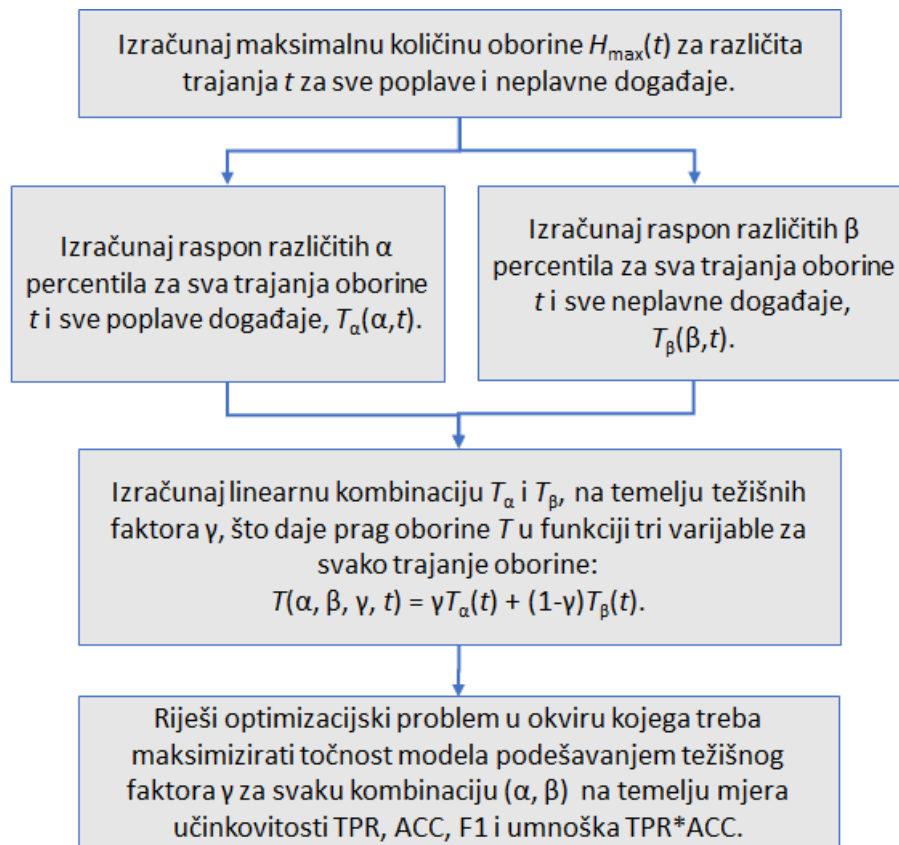 Izračunaj maksimalnu količinu oborine Hmax(t) za različita
trajanja t za sve poplave i neplavne događaje.
Izračunaj raspon različitih α
percentila za sva trajanja oborine
t i sve poplave događaje, Tα(α,t).
Izračunaj raspon različitih β
percentila za sva trajanja oborine
t i sve neplavne događaje,
Tβ(β,t).
Izračunaj linearnu kombinaciju Tα i Tβ, na temelju težišnih
faktora γ, što daje prag oborine T u funkciji tri varijable za
svako trajanje oborine:
T(α, β, γ, t) = γTα(t) + (1-γ)Tβ(t).
Riješi optimizacijski problem u okviru kojega treba
maksimizirati točnost modela podešavanjem težišnog
faktora γ za svaku kombinaciju (α, β) na temelju mjera
učinkovitosti TPR, ACC, F1 i umnoška TPR*ACC.